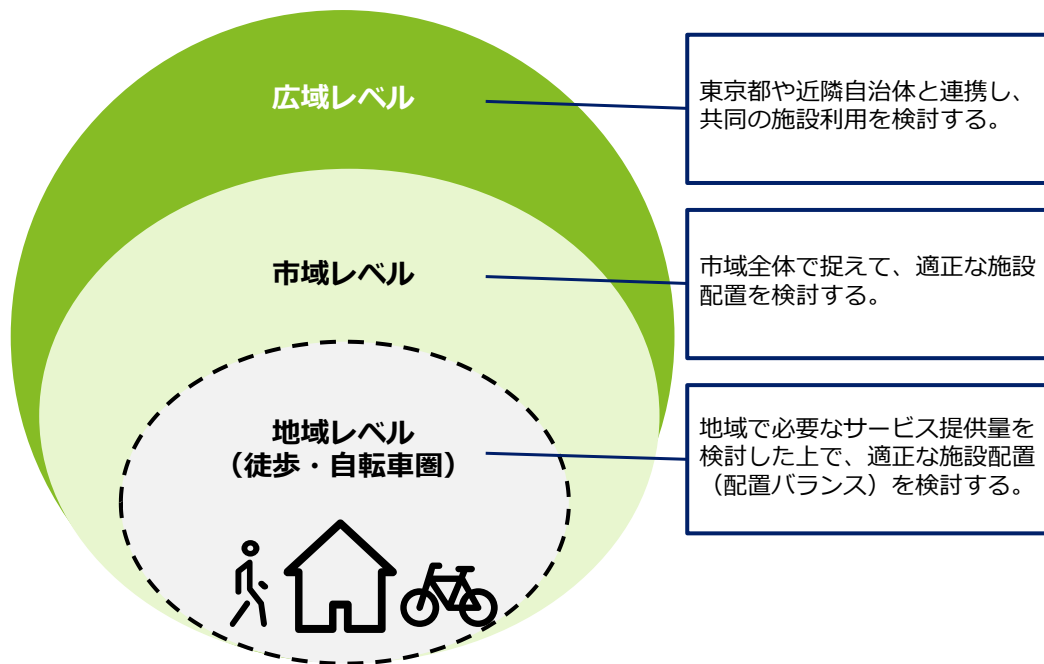 広域レベル
東京都や近隣自治体と連携し、
共同の施設利用を検討する。
市域レベル
市域全体で捉えて、適正な施設
配置を検討する。
地域レベル
（徒歩・自転車圏）
地域で必要なサービス提供量を
検討した上で、適正な施設配置
（配置バランス）を検討する。